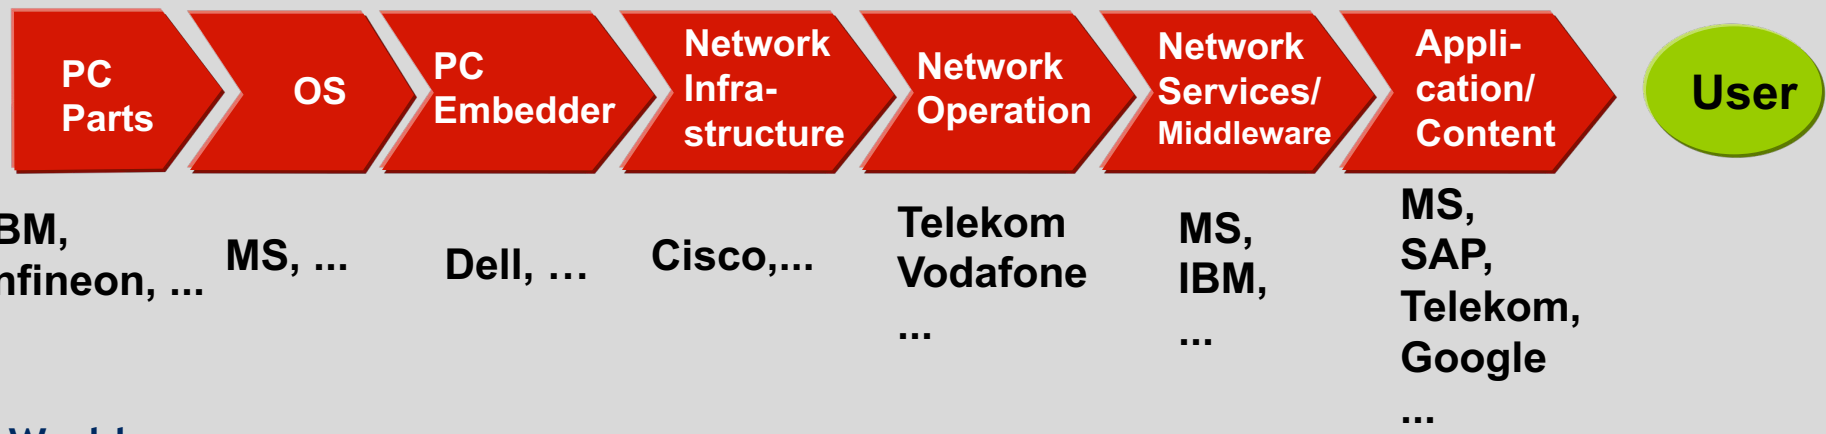 PC
Parts
OS
PC
Embedder
Network
Infra-
structure
Network
Operation
Network
Services/
Middleware
Appli-
cation/
Content
User
BM,
nfineon, ...
MS, ...
Dell, …
Cisco,...
Telekom
Vodafone
...
MS,
IBM,
...
MS,
SAP,
Telekom,
Google
...